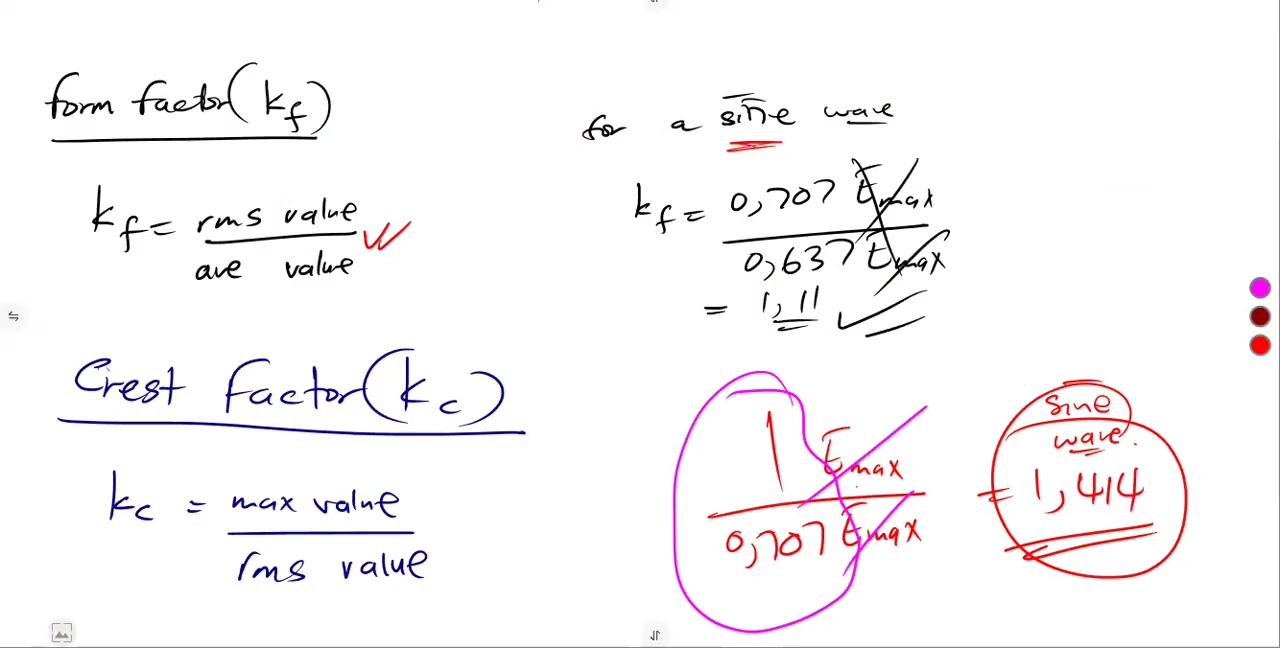 form factor (kf)
kf = rms value
ave value
for a sine wave
kf = 0,707 Emax
0,637 Emax
= 1,11
Crest Factor (kc)
kc = max value
rms value
1 Emax
0,707 Emax
sine
wave.
= 1,414